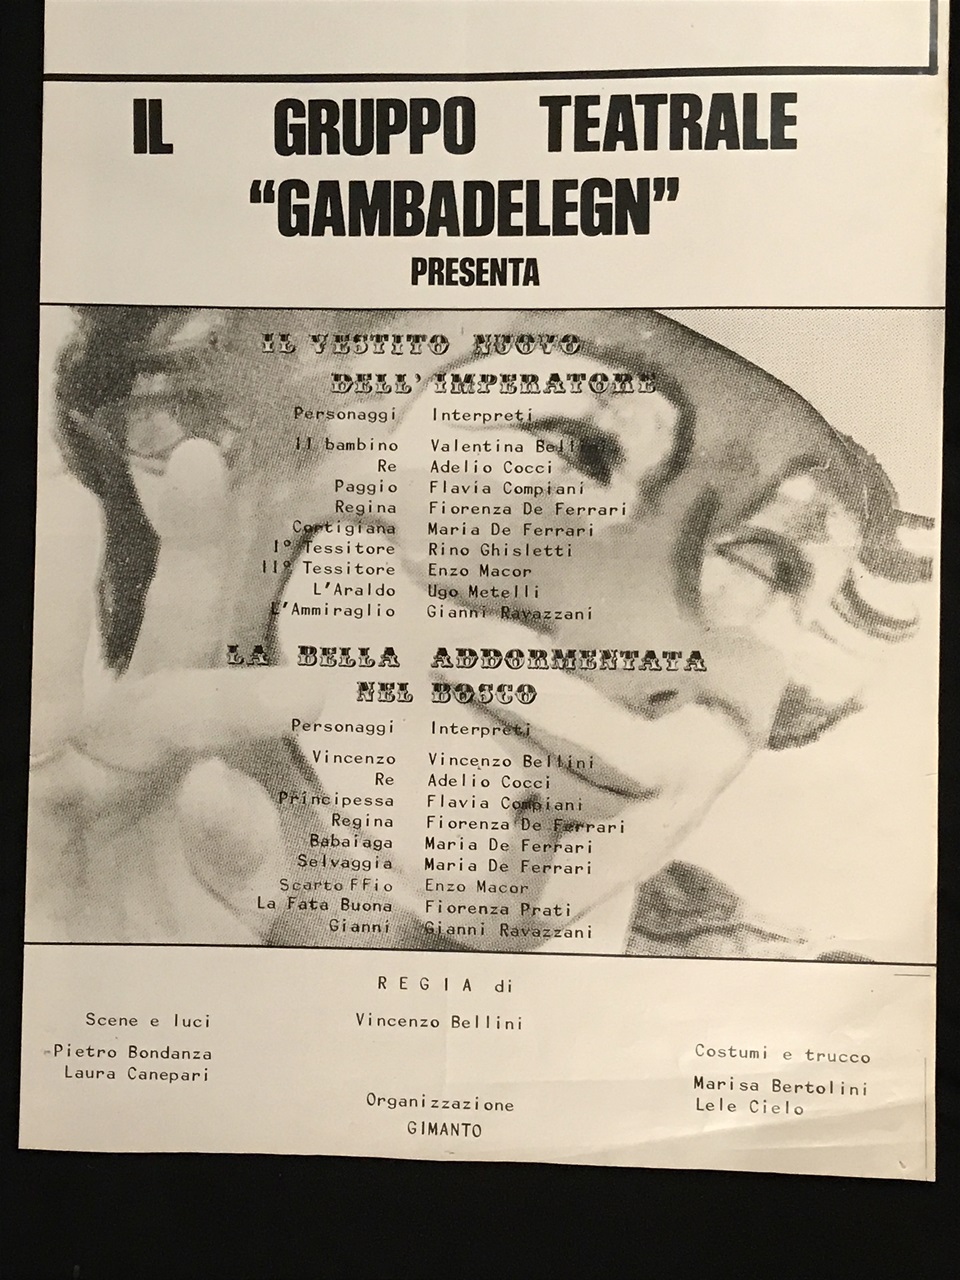 IL GRUPPO TEATRALE
“GAMBADELEGN”
PRESENTA
IL VESTITO NUOVO
DELL' IMPERATORE
Personaggi Interpreti
Il bambino Valentina
Re Adelio Cocci
Paggio Flavia Compiani
Regina Fiorenza De Ferrari
Cortigiana Maria De Ferrari
I° Tessitore Rino Ghisletti
II° Tessitore Enzo Macor
L'Araldo Ugo Metelli
L'Ammiraglio Gianni Ravazzani
LA BELLA ADDORMENTATA
NEL BOSCO
Personaggi Interpreti
Vincenzo Vincenzo Bellini
Re Adelio Cocci
Principessa Flavia Compiani
Regina Fiorenza De Ferrari
Babaiaga Maria De Ferrari
Selvaggia Maria De Ferrari
Scartoffio Enzo Macor
La Fata Buona Fiorenza Prati
Gianni Gianni Ravazzani
REGIA di
Vincenzo Bellini
Scene e luci
Pietro Bondanza
Laura Canepari
Costumi e trucco
Marisa Bertolini
Lele Cielo
Organizzazione
GIMANTO